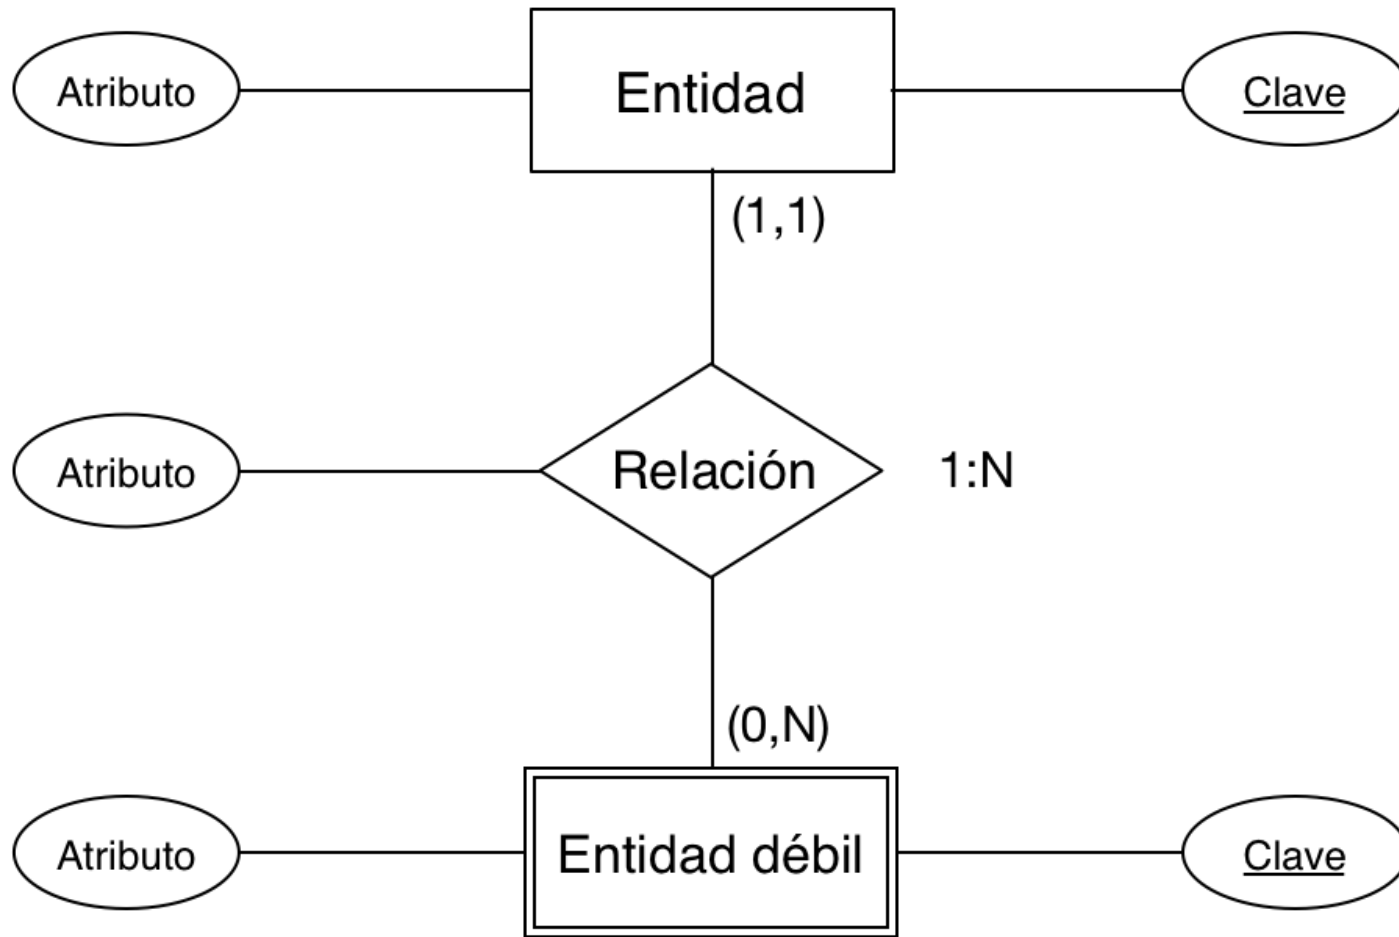 Atributo
Entidad
Clave
(1,1)
Atributo
Relación
1:N
(0,N)
Atributo
Entidad débil
Clave